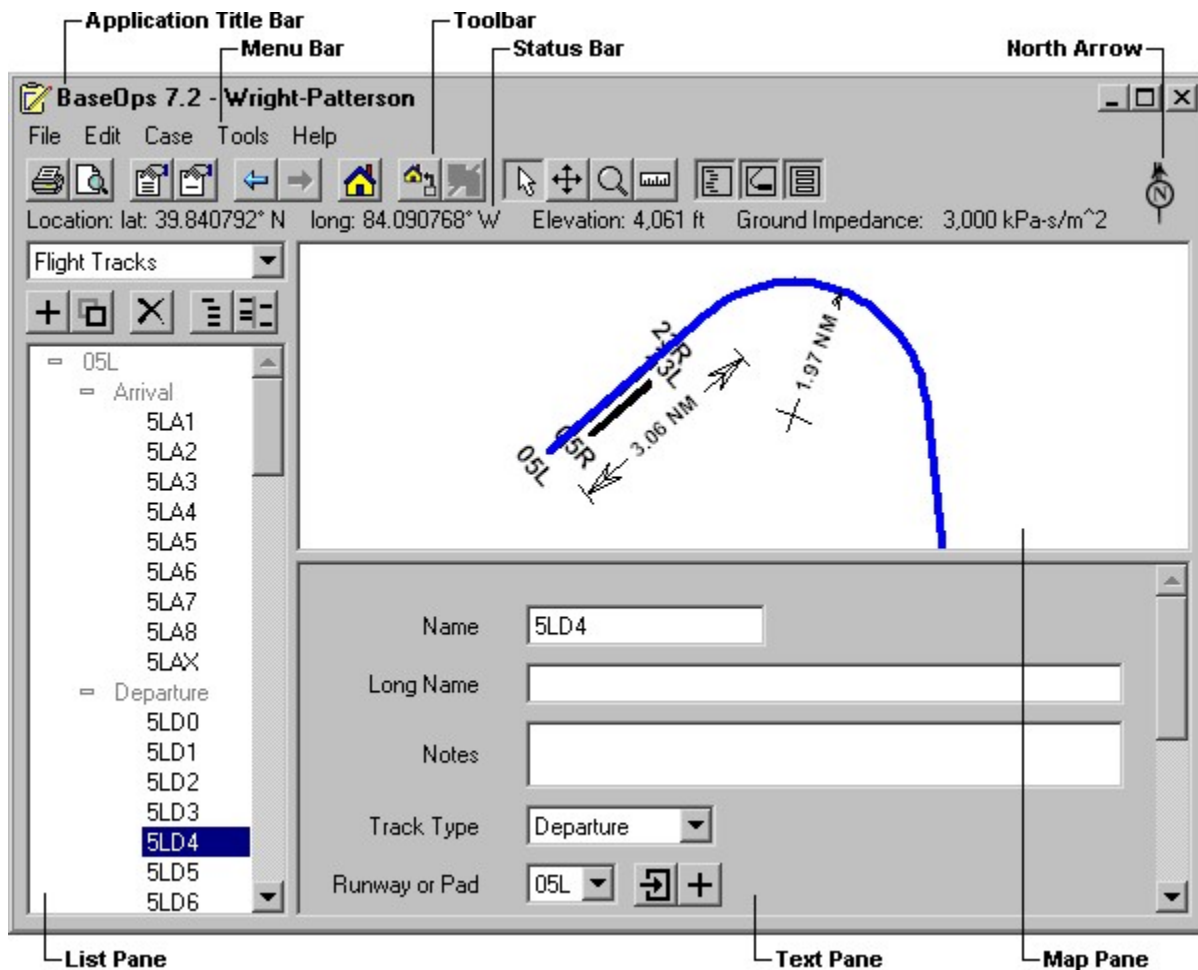 Application Title Bar
Toolbar
Menu Bar
Status Bar
North Arrow
BaseOps 7.2 - Wright-Patterson
File Edit Case Tools Help
N
Location: lat: 39.840792° N long: 84.090768° W Elevation: 4,061 ft Ground Impedance: 3,000 kPa-s/m^2
Flight Tracks
05L
Arrival
5LA1
5LA2
5LA3
5LA4
5LA5
5LA6
5LA7
5LA8
5LAX
Departure
5LD0
5LD1
5LD2
5LD3
5LD4
5LD5
5LD6
05L
05R
3.06 NM
1.97 NM
Name 5LD4
Long Name
Notes
Track Type Departure
Runway or Pad 05L
List Pane
Text Pane
Map Pane